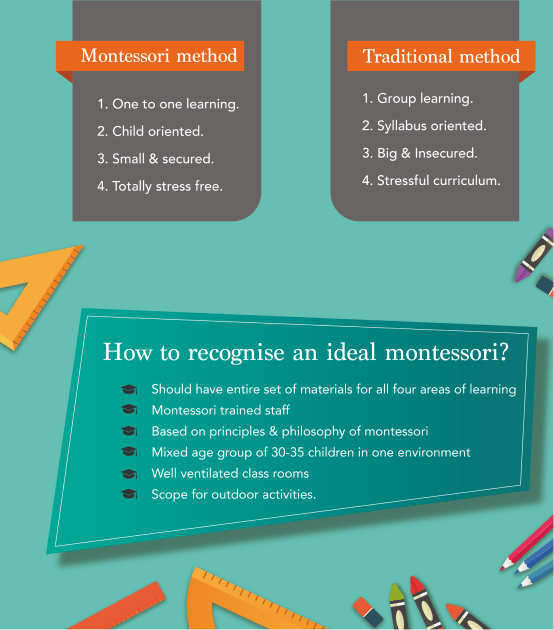 Montessori method
1. One to one learning.
2. Child oriented.
3. Small & secured.
4. Totally stress free.
Traditional method
1. Group learning.
2. Syllabus oriented.
3. Big & Insecured.
4. Stressful curriculum.
How to recognise an ideal montessori?
Should have entire set of materials for all four areas of learning
Montessori trained staff
Based on principles & philosophy of montessori
Mixed age group of 30-35 children in one environment
Well ventilated class rooms
Scope for outdoor activities.